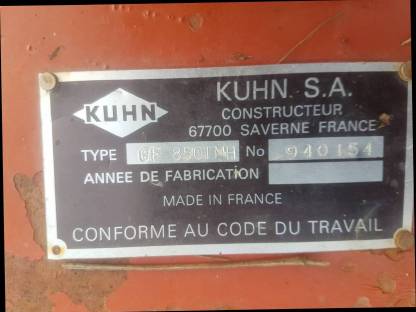 KUHN
KUHN S.A.
CONSTRUCTEUR
67700 SAVERNE FRANCE
TYPE GF 8501MH No 940154
ANNEE DE FABRICATION
MADE IN FRANCE
CONFORME AU CODE DU TRAVAIL